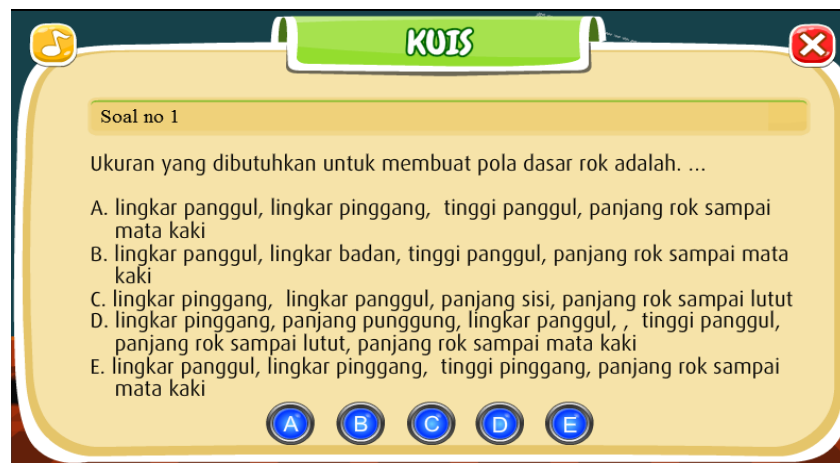 KUIS
Soal no 1
Ukuran yang dibutuhkan untuk membuat pola dasar rok adalah. ...
A. lingkar panggul, lingkar pinggang, tinggi panggul, panjang rok sampai
mata kaki
B. lingkar panggul, lingkar badan, tinggi panggul, panjang rok sampai mata
kaki
C. lingkar pinggang, lingkar panggul, panjang sisi, panjang rok sampai lutut
D. lingkar pinggang, panjang punggung, lingkar panggul, , tinggi panggul,
panjang rok sampai lutut, panjang rok sampai mata kaki
E. lingkar panggul, lingkar pinggang, tinggi pinggang, panjang rok sampai
mata kaki
A B C D E